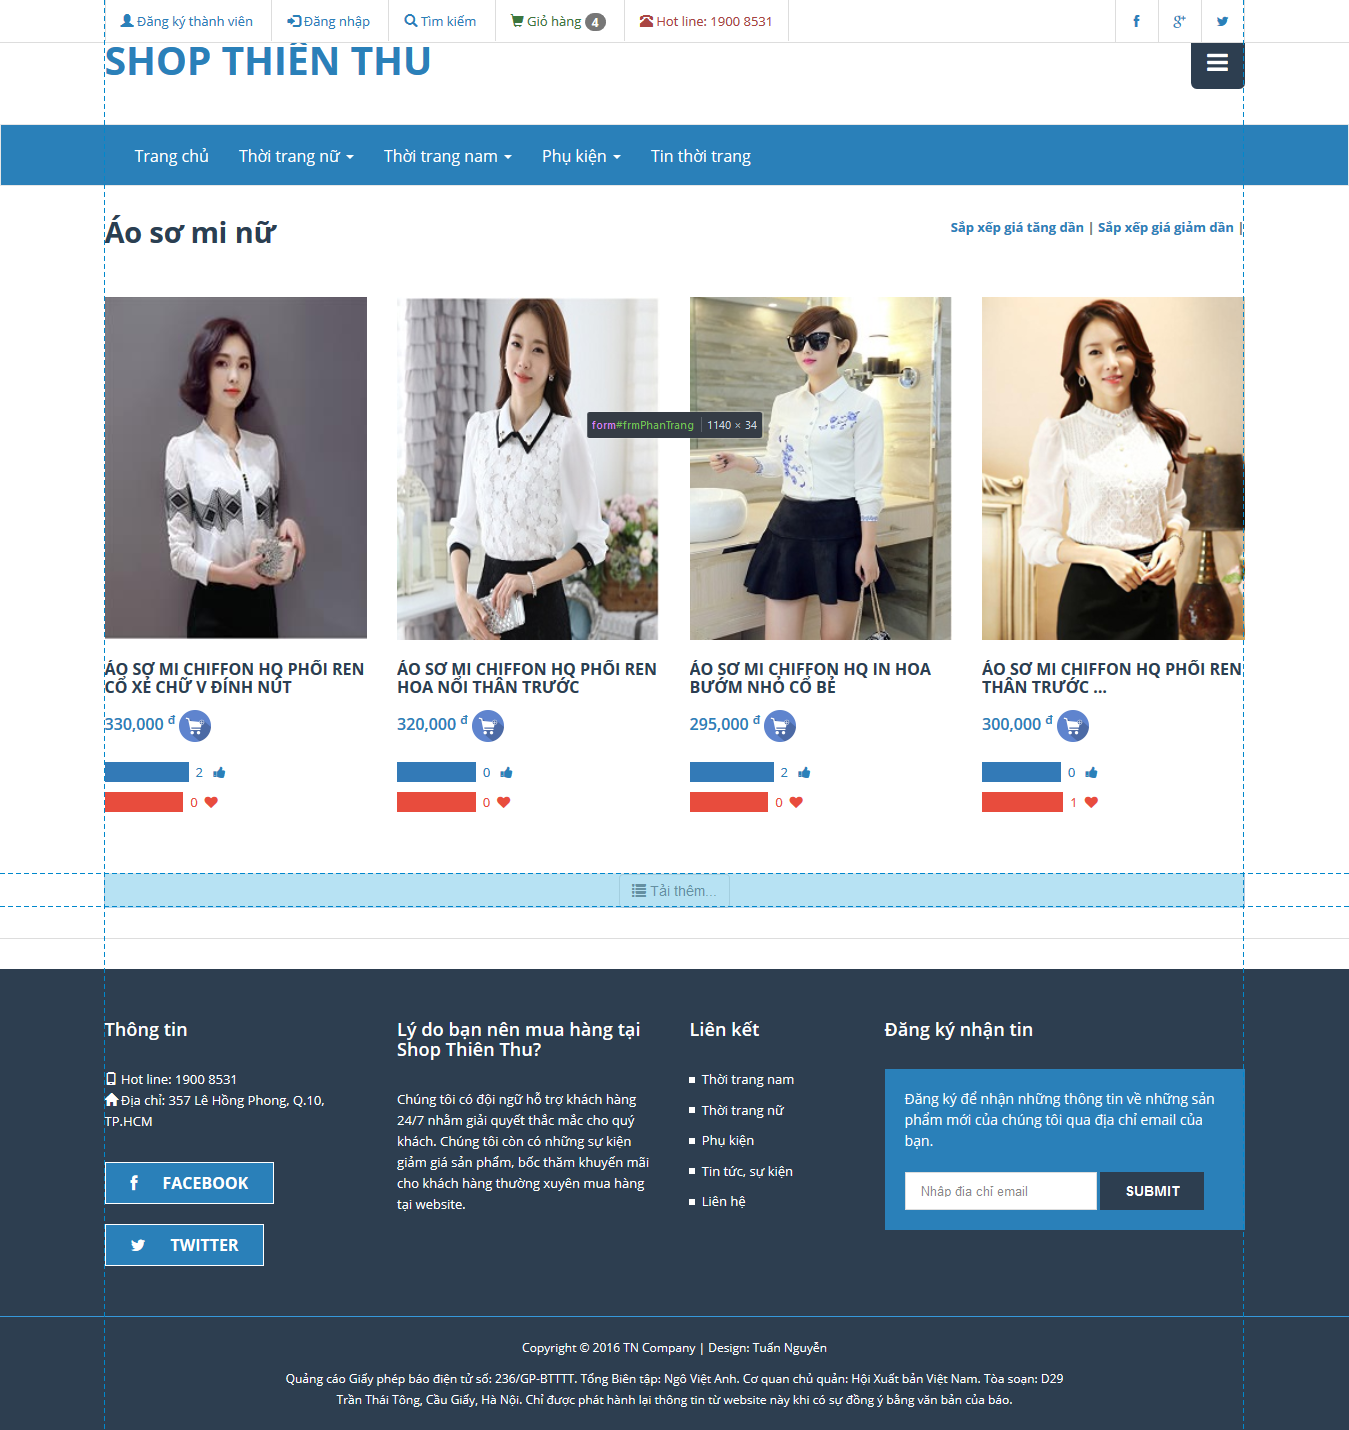 Đăng ký thành viên
Đăng nhập
Tìm kiếm
Giỏ hàng 4
Hot line: 1900 8531
SHOP THIÊN THU
Trang chủ
Thời trang nữ
Thời trang nam
Phụ kiện
Tin thời trang
Áo sơ mi nữ
Sắp xếp giá tăng dần | Sắp xếp giá giảm dần |
form#frmPhanTrang | 1140 × 34
ÁO SƠ MI CHIFFON HQ PHỐI REN
CỔ XẺ CHỮ V ĐÍNH NÚT
330,000 đ
2
0
ÁO SƠ MI CHIFFON HQ PHỐI REN
HOA NỔI THÂN TRƯỚC
320,000 đ
0
0
ÁO SƠ MI CHIFFON HQ IN HOA
BƯỚM NHỎ CỔ BẺ
295,000 đ
2
0
ÁO SƠ MI CHIFFON HQ PHỐI REN
THÂN TRƯỚC ...
300,000 đ
0
1
Tải thêm...
Thông tin
Hot line: 1900 8531
Địa chỉ: 357 Lê Hồng Phong, Q.10,
TP.HCM
FACEBOOK
TWITTER
Lý do bạn nên mua hàng tại
Shop Thiên Thu?
Chúng tôi có đội ngũ hỗ trợ khách hàng
24/7 nhằm giải quyết thắc mắc cho quý
khách. Chúng tôi còn có những sự kiện
giảm giá sản phẩm, bốc thăm khuyến mãi
cho khách hàng thường xuyên mua hàng
tại website.
Liên kết
Thời trang nam
Thời trang nữ
Phụ kiện
Tin tức, sự kiện
Liên hệ
Đăng ký nhận tin
Đăng ký để nhận những thông tin về những sản
phẩm mới của chúng tôi qua địa chỉ email của
bạn.
Nhập địa chỉ email
SUBMIT
Copyright © 2016 TN Company | Design: Tuấn Nguyễn
Quảng cáo Giấy phép báo điện tử số: 236/GP-BTTTT. Tổng Biên tập: Ngô Việt Anh. Cơ quan chủ quản: Hội Xuất bản Việt Nam. Tòa soạn: D29
Trần Thái Tông, Cầu Giấy, Hà Nội. Chỉ được phát hành lại thông tin từ website này khi có sự đồng ý bằng văn bản của báo.